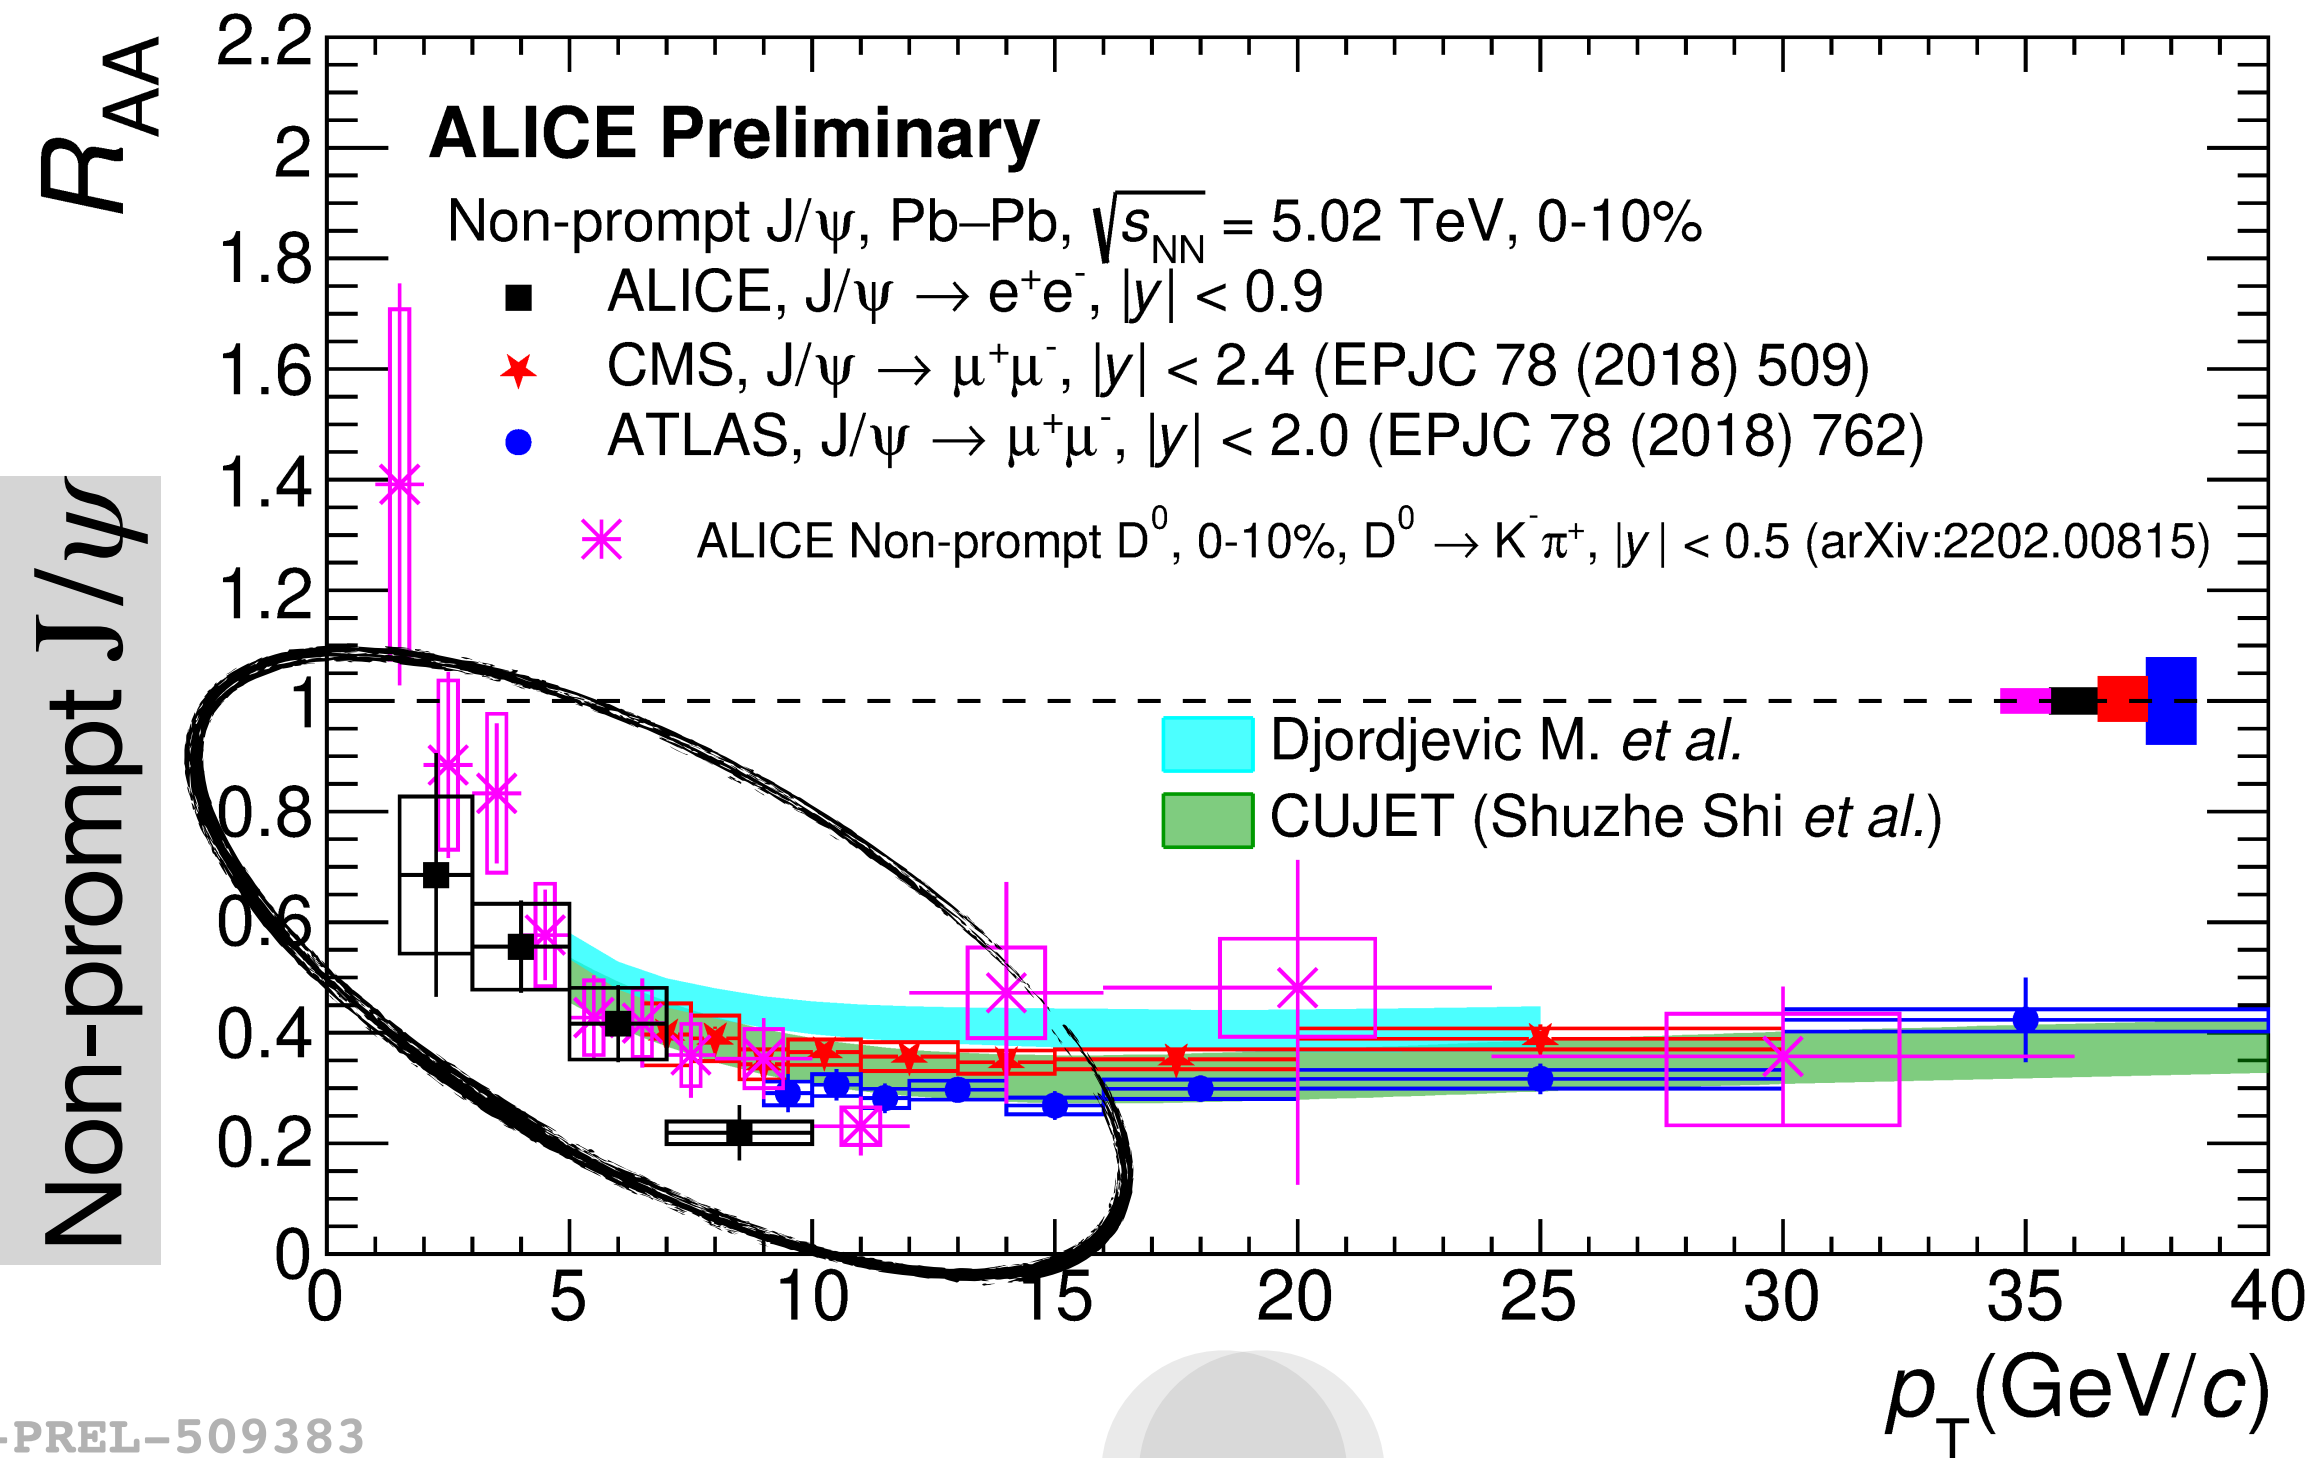 R_AA
2.2
2
1.8
1.6
1.4
1.2
1
0.8
0.6
0.4
0.2
0
ALICE Preliminary
Non-prompt J/ψ, Pb–Pb, √s_NN = 5.02 TeV, 0-10%
ALICE, J/ψ → e⁺e⁻, |y| < 0.9
CMS, J/ψ → μ⁺μ⁻, |y| < 2.4 (EPJC 78 (2018) 509)
ATLAS, J/ψ → μ⁺μ⁻, |y| < 2.0 (EPJC 78 (2018) 762)
ALICE Non-prompt D⁰, 0-10%, D⁰ → K⁻π⁺, |y| < 0.5 (arXiv:2202.00815)
Non-prompt J/ψ
Djordjevic M. et al.
CUJET (Shuzhe Shi et al.)
0 5 10 15 20 25 30 35 40
p_T (GeV/c)
-PREL-509383